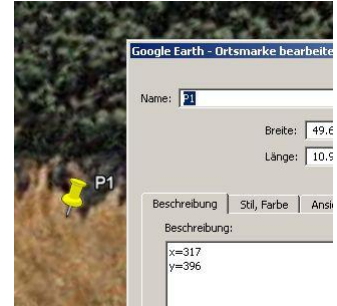 Google Earth - Ortsmarke bearbeite
Name: P1
Breite: 49.6
Länge: 10.9
P1
Beschreibung Stil, Farbe Ansi
Beschreibung:
x=317
y=396